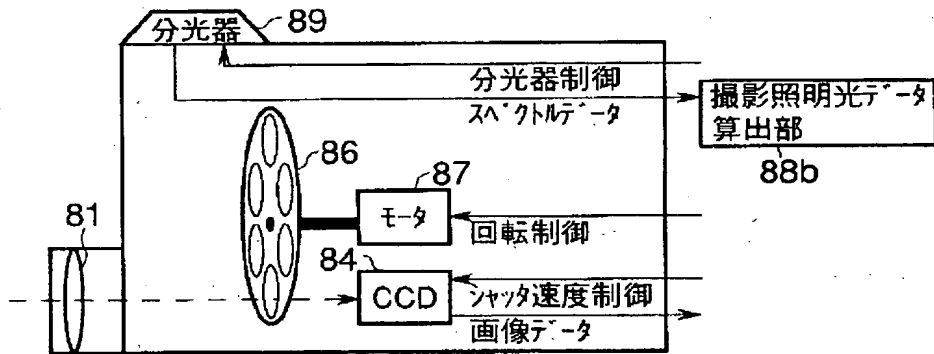 分光器
89
分光器制御
スペクトルデータ
撮影照明光データ
算出部
88b
86
87
モータ
回転制御
81
84
CCD
シャッタ速度制御
画像データ